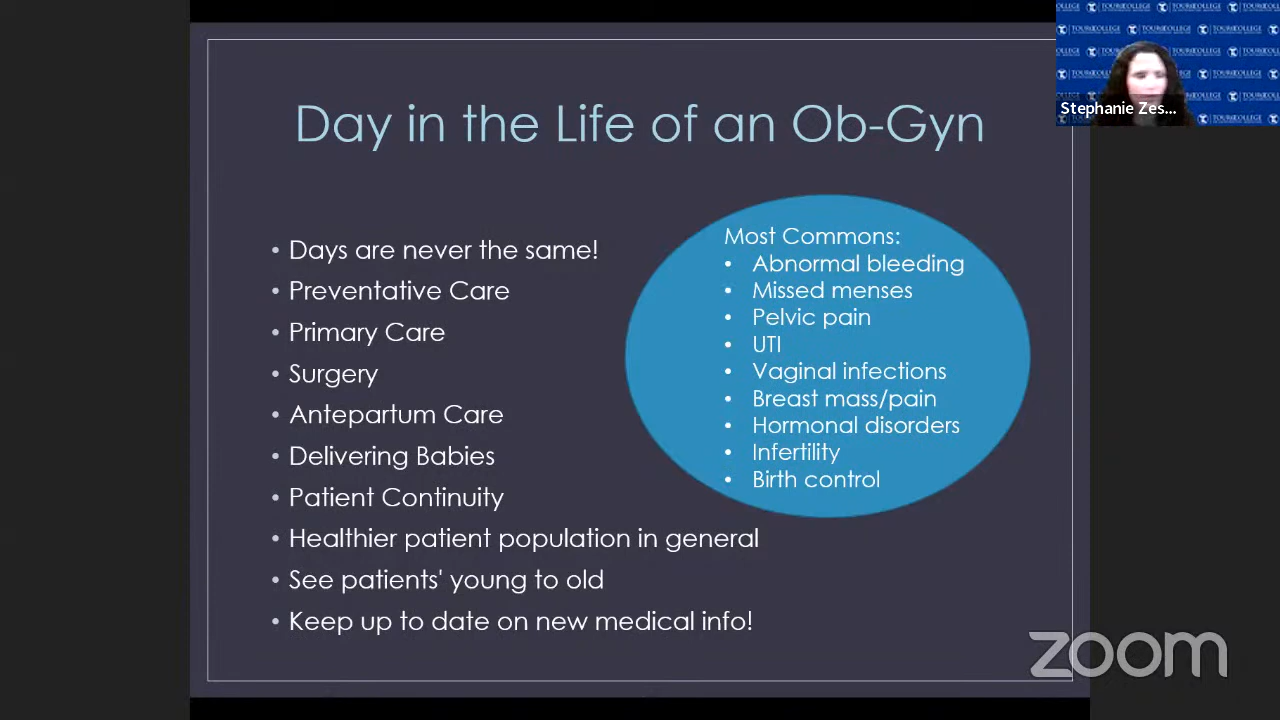 Day in the Life of an Ob-Gyn
• Days are never the same!
• Preventative Care
• Primary Care
• Surgery
• Antepartum Care
• Delivering Babies
• Patient Continuity
• Healthier patient population in general
• See patients' young to old
• Keep up to date on new medical info!
Most Commons:
• Abnormal bleeding
• Missed menses
• Pelvic pain
• UTI
• Vaginal infections
• Breast mass/pain
• Hormonal disorders
• Infertility
• Birth control
TOURO COLLEGE
Stephanie Zes...
zoom